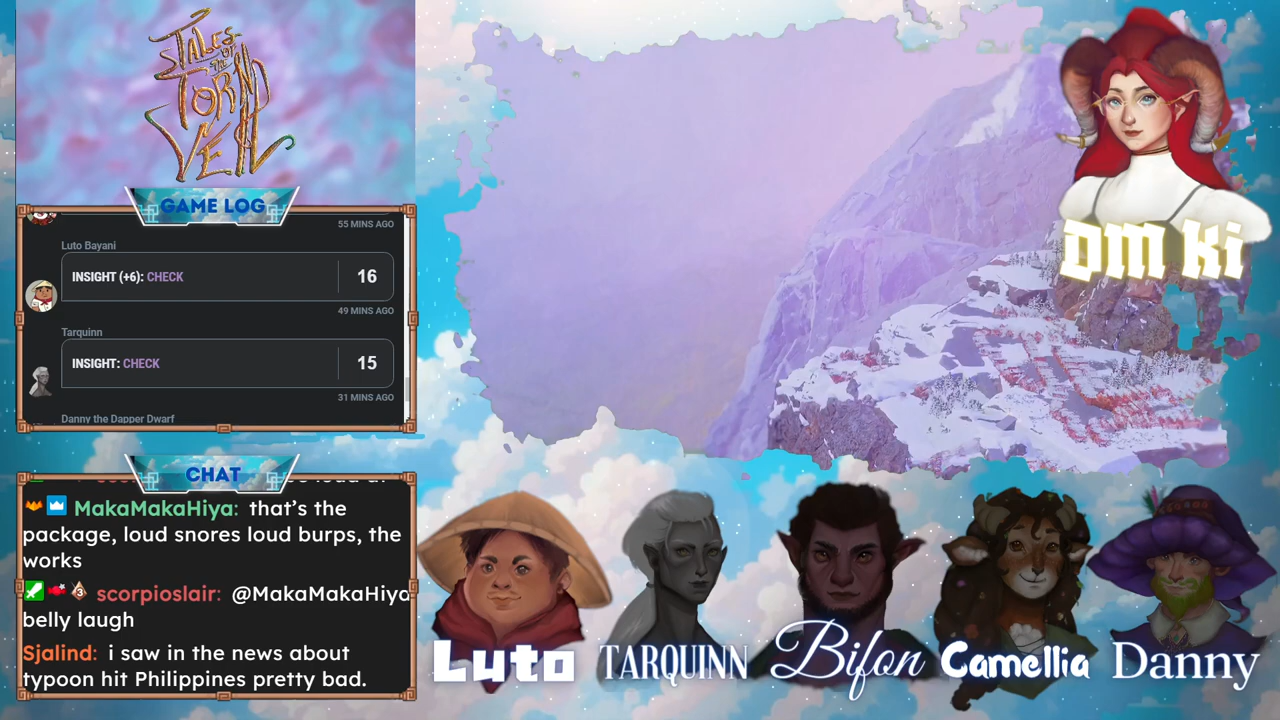 TALES
OF
THE
TORN
VEIL
GAME LOG
55 MINS AGO
Luto Bayani
INSIGHT (+6): CHECK
16
49 MINS AGO
Tarquinn
INSIGHT: CHECK
15
31 MINS AGO
Danny the Dapper Dwarf
CHAT
MakaMakaHiya: that's the
package, loud snores loud burps, the
works
scorpioslair: @MakaMakaHiya
belly laugh
Sjalind: i saw in the news about
typoon hit Philippines pretty bad.
DM Ki
Luto
TARQUINN
Bifon
Camellia
Danny